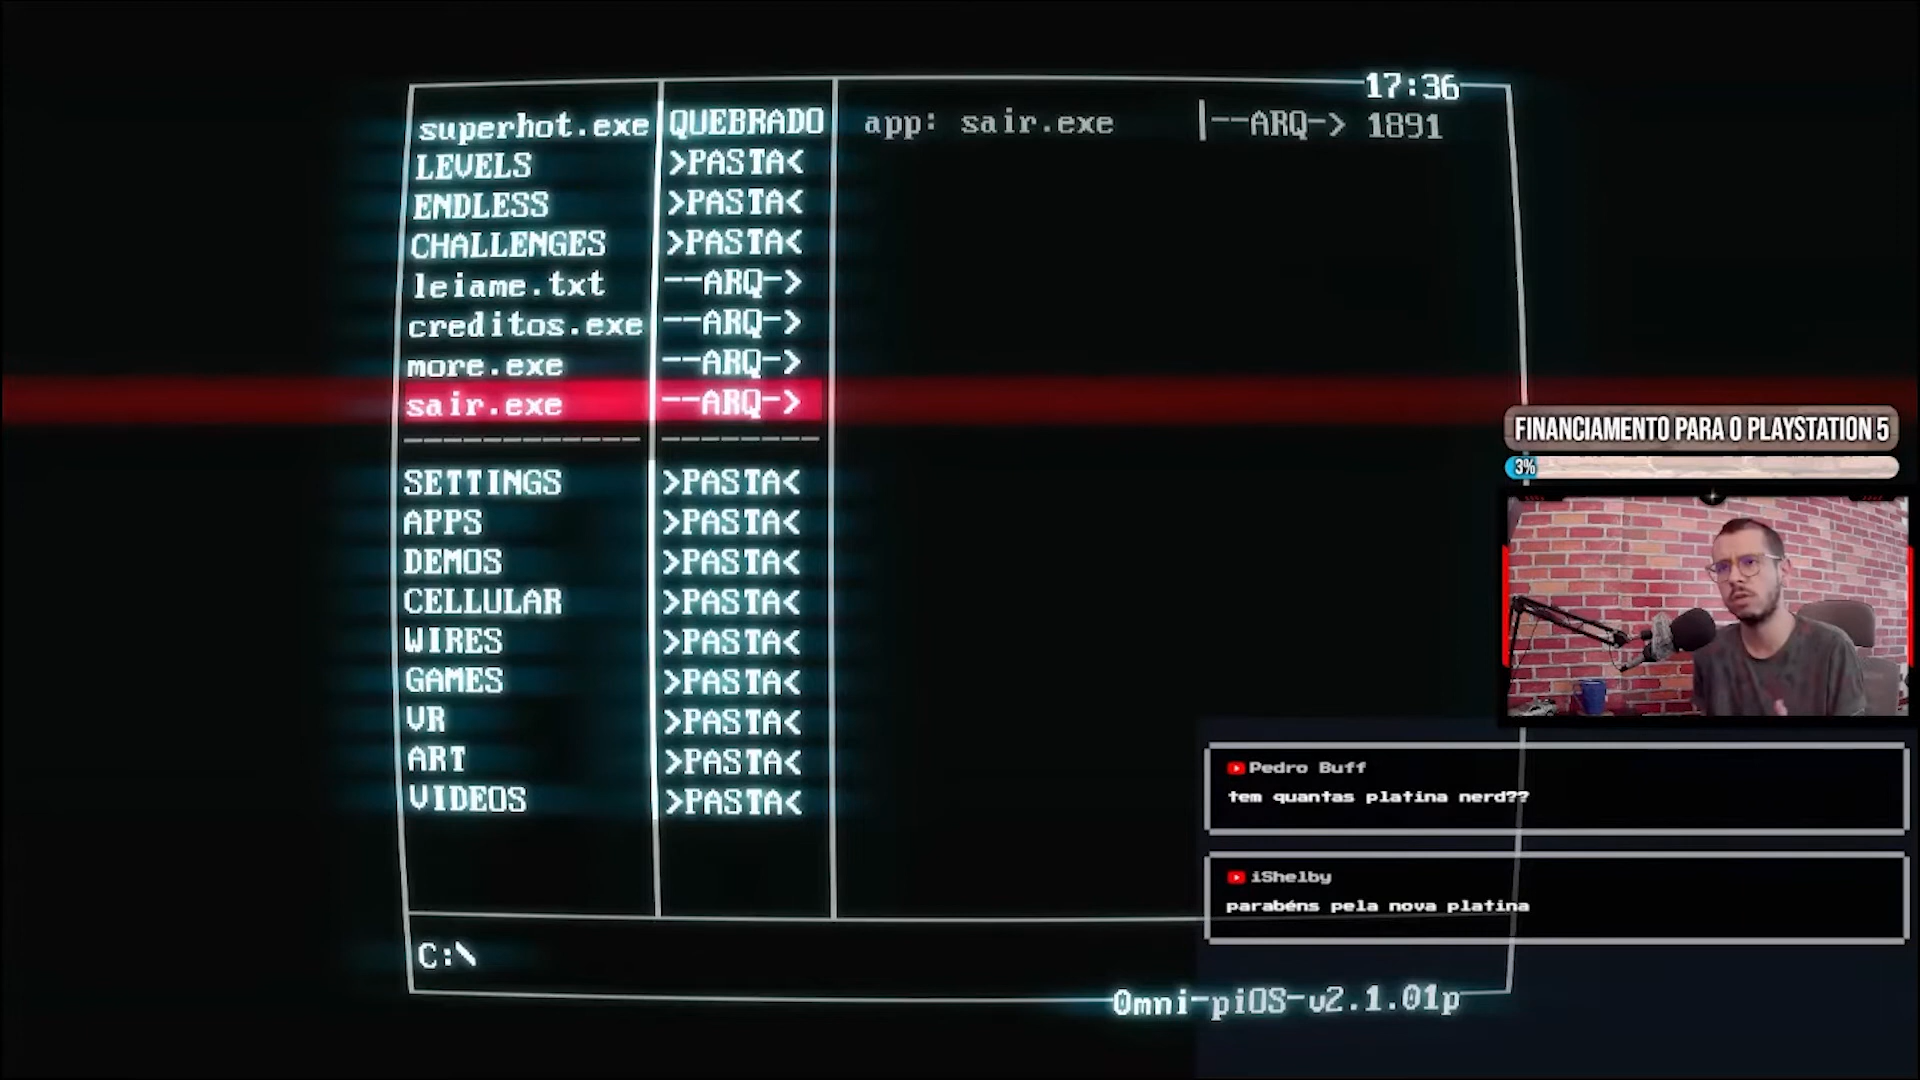 17:36
superhot.exe QUEBRADO app: sair.exe |--ARQ-> 1891
LEVELS >PASTA<
ENDLESS >PASTA<
CHALLENGES >PASTA<
leiame.txt --ARQ->
creditos.exe --ARQ->
more.exe --ARQ->
sair.exe --ARQ->
SETTINGS >PASTA<
APPS >PASTA<
DEMOS >PASTA<
CELLULAR >PASTA<
WIRES >PASTA<
GAMES >PASTA<
VR >PASTA<
ART >PASTA<
VIDEOS >PASTA<
C:\
Omni-piOS-v2.1.01p
FINANCIAMENTO PARA O PLAYSTATION 5
3%
Pedro Buff
tem quantas platina nerd??
iShelby
parabéns pela nova platina